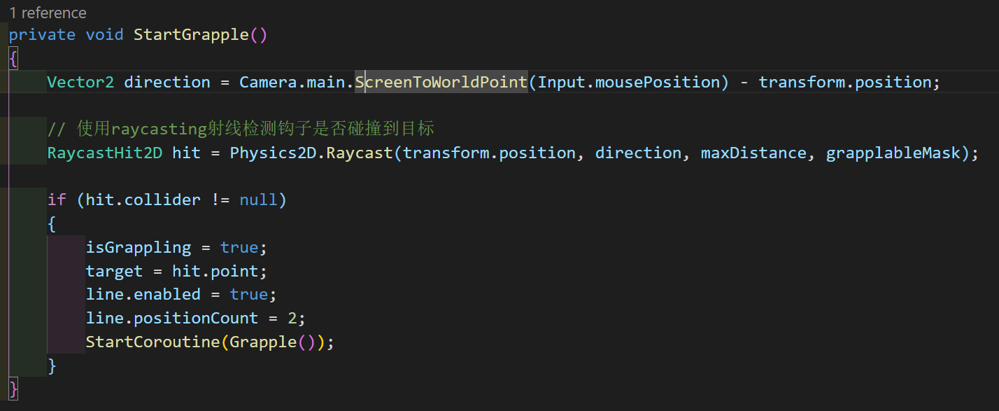 1 reference
private void StartGrapple()
{
Vector2 direction = Camera.main.ScreenToWorldPoint(Input.mousePosition) - transform.position;
// 使用raycasting射线检测钩子是否碰撞到目标
RaycastHit2D hit = Physics2D.Raycast(transform.position, direction, maxDistance, grapplableMask);
if (hit.collider != null)
{
isGrappling = true;
target = hit.point;
line.enabled = true;
line.positionCount = 2;
StartCoroutine(Grapple());
}
}